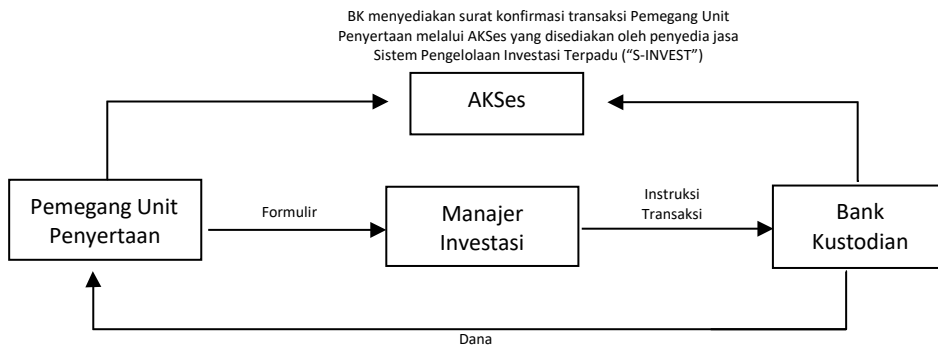 BK menyediakan surat konfirmasi transaksi Pemegang Unit
Penyertaan melalui AKSes yang disediakan oleh penyedia jasa
Sistem Pengelolaan Investasi Terpadu (“S-INVEST”)
AKSes
Pemegang Unit
Penyertaan
Formulir
Manajer
Investasi
Instruksi
Transaksi
Bank
Kustodian
Dana